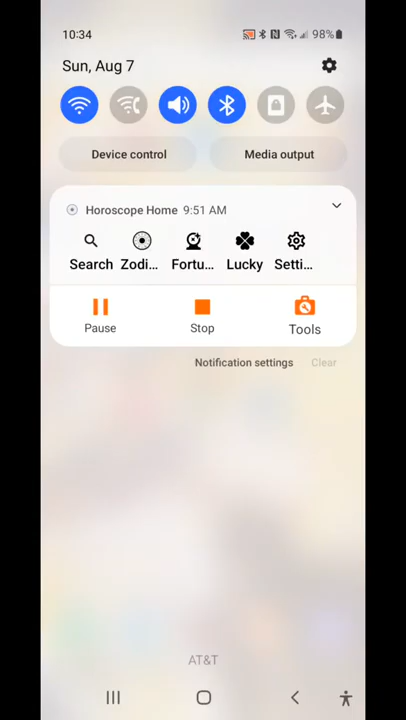 10:34 98%
Sun, Aug 7
Device control Media output
Horoscope Home 9:51 AM
Search Zodi... Fortu... Lucky Setti...
Pause Stop Tools
Notification settings Clear
AT&T